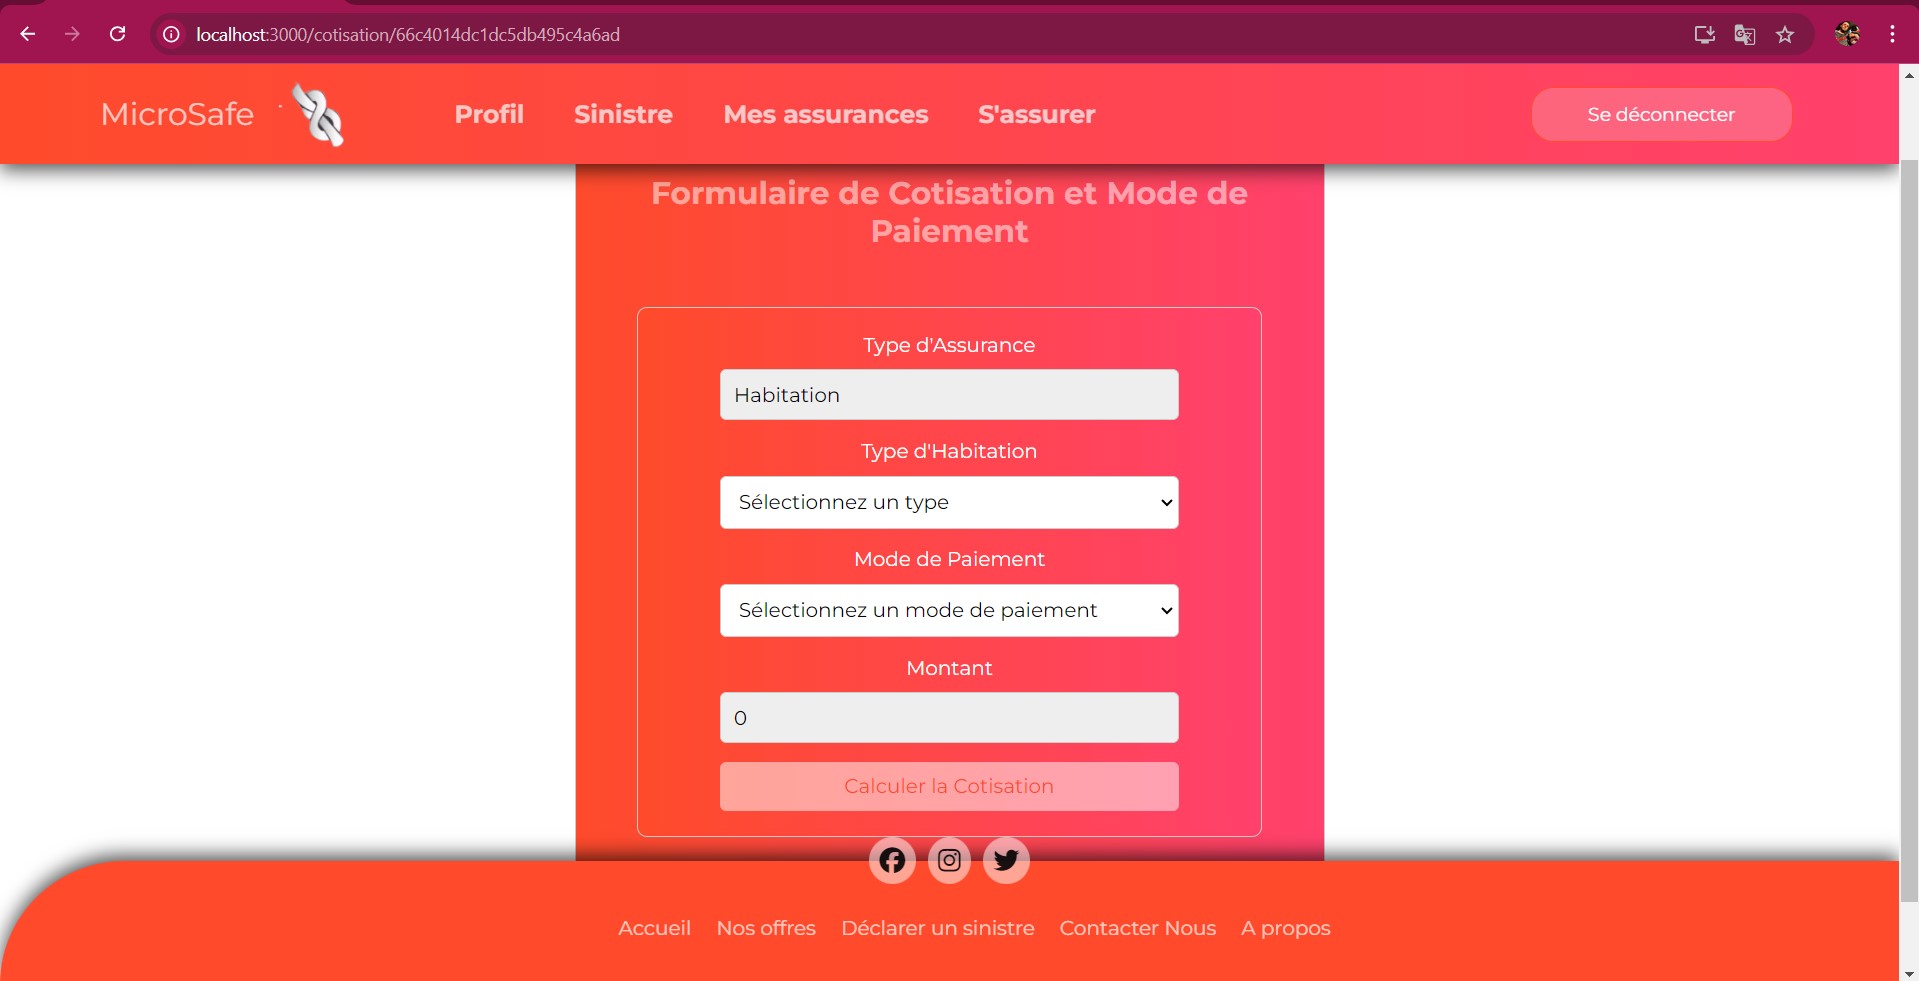 localhost:3000/cotisation/66c4014dc1dc5db495c4a6ad
MicroSafe Profil Sinistre Mes assurances S'assurer Se déconnecter
Formulaire de Cotisation et Mode de
Paiement
Type d'Assurance
Habitation
Type d'Habitation
Sélectionnez un type
Mode de Paiement
Sélectionnez un mode de paiement
Montant
0
Calculer la Cotisation
Accueil Nos offres Déclarer un sinistre Contacter Nous A propos